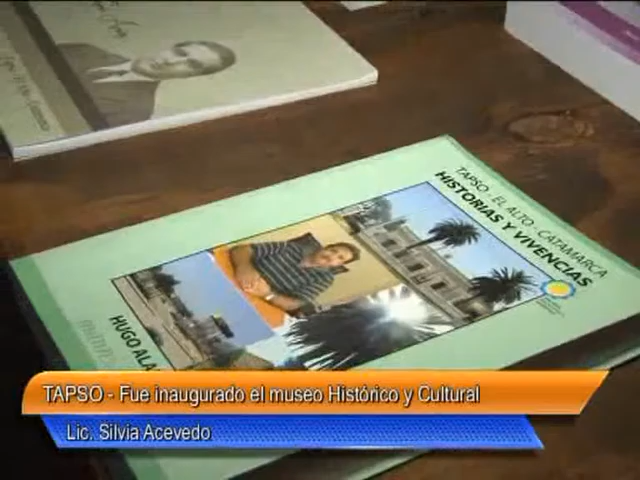 TAPSO - EL ALTO - CATAMARCA
HISTORIAS Y VIVENCIAS
HUGO ALA
TAPSO - Fue inaugurado el museo Histórico y Cultural
Lic. Silvia Acevedo